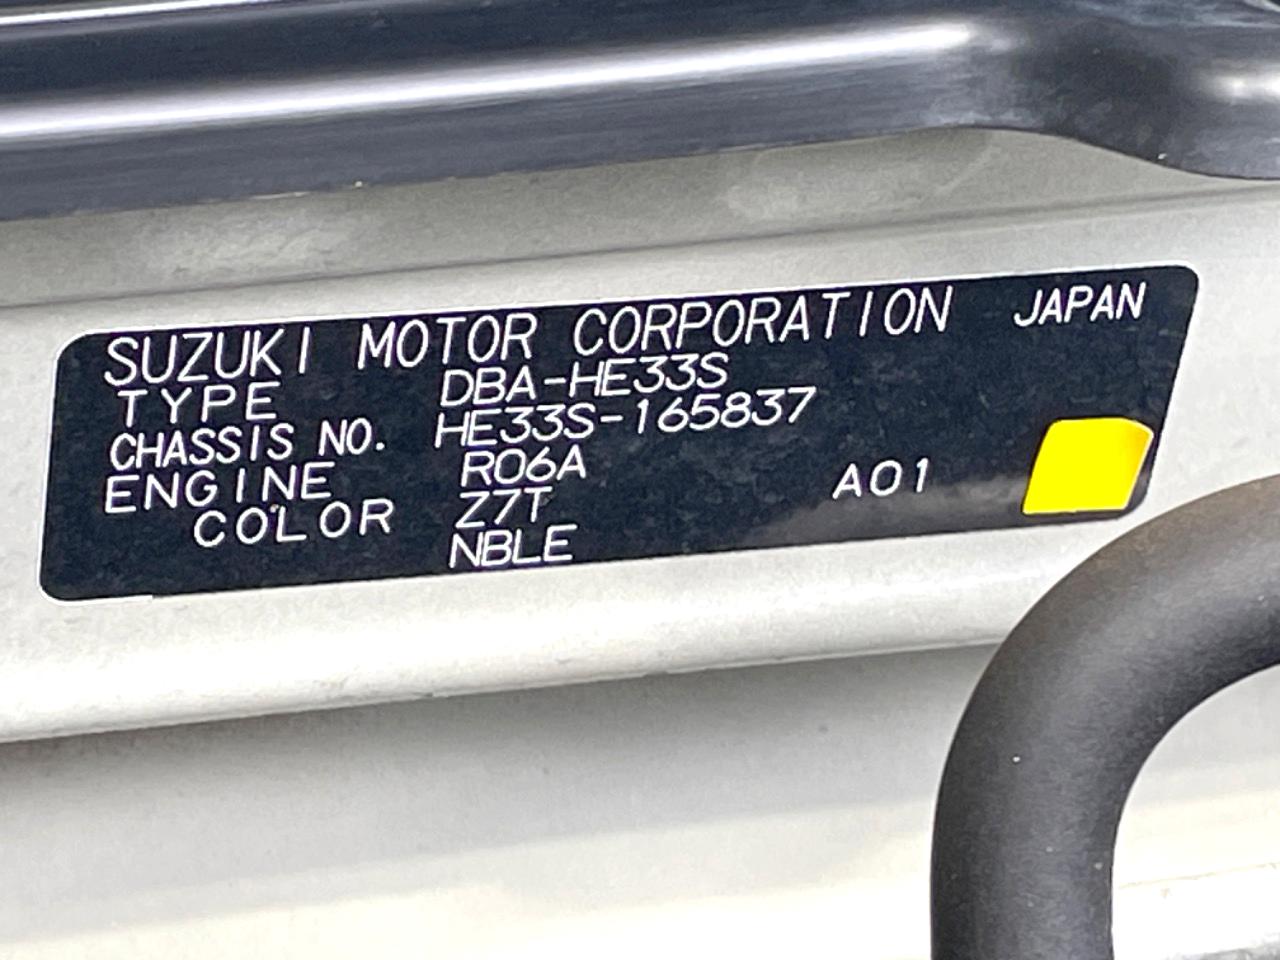 SUZUKI MOTOR CORPORATION JAPAN
TYPE DBA-HE33S
CHASSIS NO. HE33S-165837
ENGINE R06A
COLOR Z7T A01
NBLE